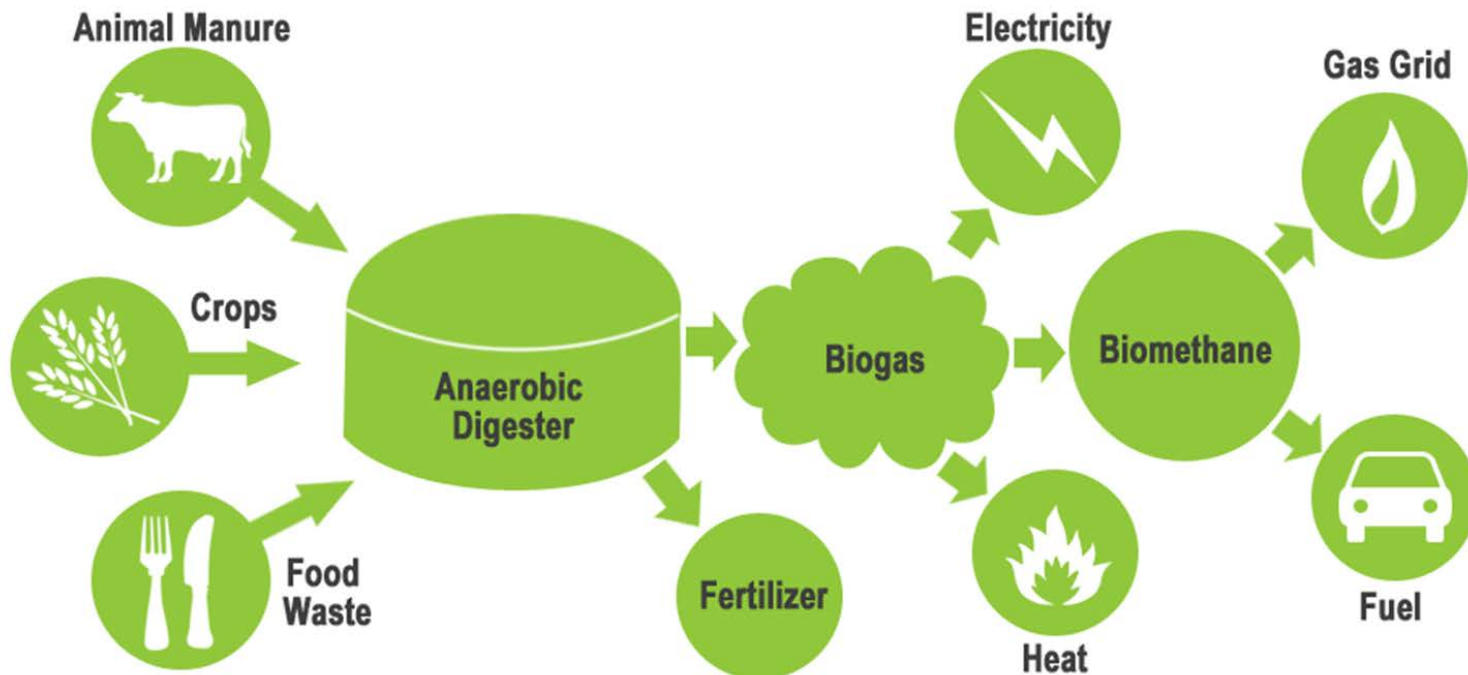 Animal Manure
Crops
Food
Waste
Anaerobic
Digester
Fertilizer
Biogas
Electricity
Heat
Biomethane
Gas Grid
Fuel